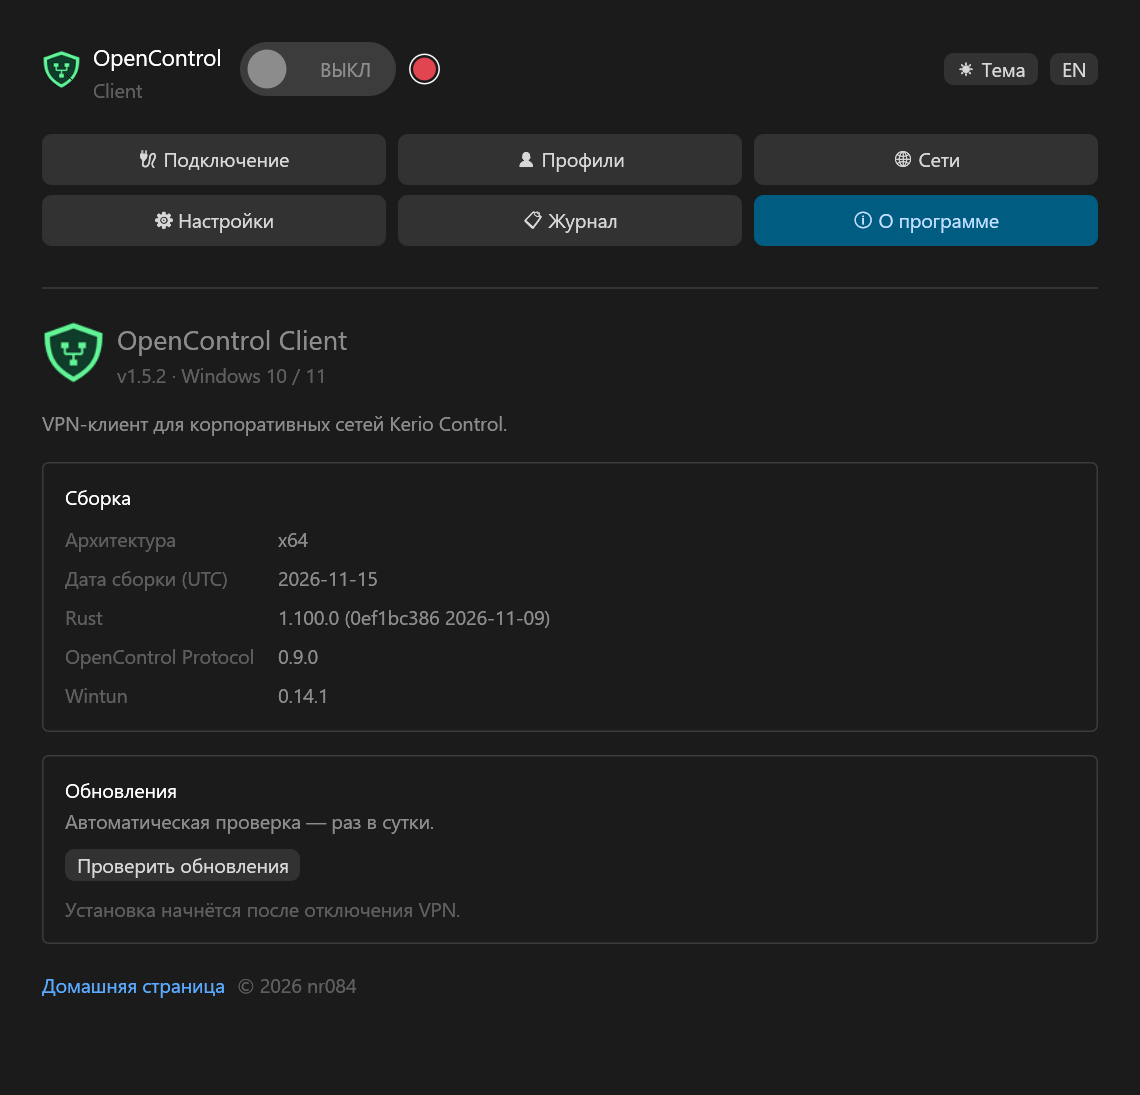 OpenControl
Client
ВЫКЛ
Тема
EN
Подключение
Профили
Сети
Настройки
Журнал
О программе
OpenControl Client
v1.5.2 · Windows 10 / 11
VPN-клиент для корпоративных сетей Kerio Control.
Сборка
Архитектура x64
Дата сборки (UTC) 2026-11-15
Rust 1.100.0 (0ef1bc386 2026-11-09)
OpenControl Protocol 0.9.0
Wintun 0.14.1
Обновления
Автоматическая проверка — раз в сутки.
Проверить обновления
Установка начнётся после отключения VPN.
Домашняя страница © 2026 nr084